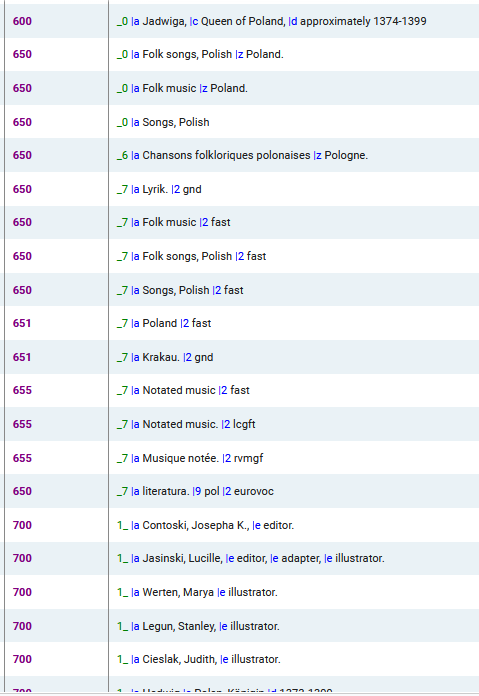 600 _0 |a Jadwiga, |c Queen of Poland, |d approximately 1374-1399
650 _0 |a Folk songs, Polish |z Poland.
650 _0 |a Folk music |z Poland.
650 _0 |a Songs, Polish
650 _6 |a Chansons folkloriques polonaises |z Pologne.
650 _7 |a Lyrik. |2 gnd
650 _7 |a Folk music |2 fast
650 _7 |a Folk songs, Polish |2 fast
650 _7 |a Songs, Polish |2 fast
651 _7 |a Poland |2 fast
651 _7 |a Krakau. |2 gnd
655 _7 |a Notated music |2 fast
655 _7 |a Notated music. |2 lcgft
655 _7 |a Musique notée. |2 rvmgf
650 _7 |a literatura. |9 pol |2 eurovoc
700 1_ |a Contoski, Josepha K., |e editor.
700 1_ |a Jasinski, Lucille, |e editor, |e adapter, |e illustrator.
700 1_ |a Werten, Marya |e illustrator.
700 1_ |a Legun, Stanley, |e illustrator.
700 1_ |a Cieslak, Judith, |e illustrator.